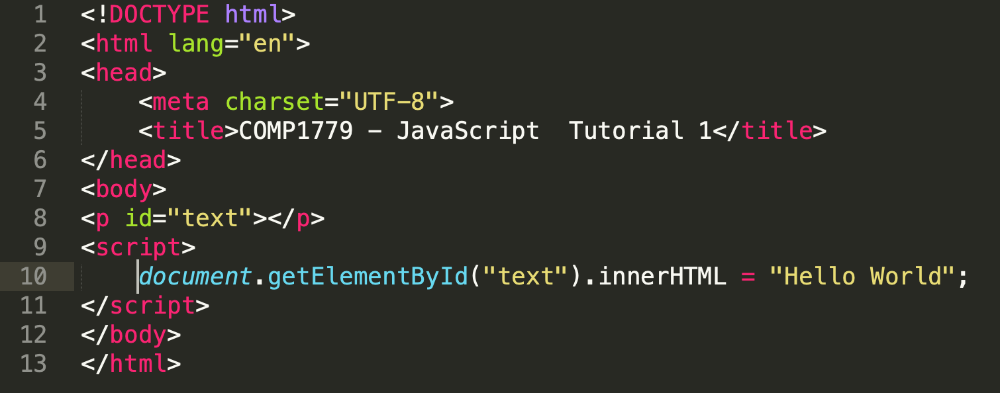 1 <!DOCTYPE html>
2 <html lang="en">
3 <head>
4     <meta charset="UTF-8">
5     <title>COMP1779 – JavaScript  Tutorial 1</title>
6 </head>
7 <body>
8 <p id="text"></p>
9 <script>
10     document.getElementById("text").innerHTML = "Hello World";
11 </script>
12 </body>
13 </html>